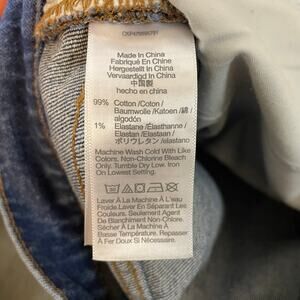 Made In China
Fabriqué En Chine
Hergestellt In China
Vervaardigd In China
中国製
hecho en china
99% Cotton /Coton /
Baumwolle /Katoen /綿 /
algodón
1% Elastane /Élasthanne /
Elastan /Elastaan /
ポリウレタン /elastano
Machine Wash Cold With Like
Colors. Non-Chlorine Bleach
Only. Tumble Dry Low. Iron
On Lowest Setting.
Laver À La Machine À L'eau
Froide Laver En Séparant Les
Couleurs. Seulement Agent
De Blanchiment Non-Chlore.
Sécher À La Machine À
Basse Température. Repasser
À Fer Doux Si Nécessaire.